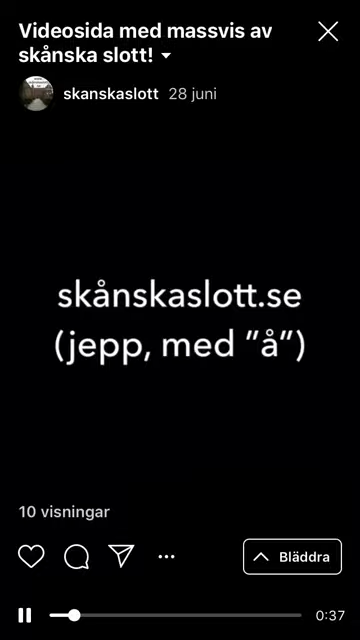 Videosida med massvis av
skånska slott!
skanskaslott 28 juni
skånskaslott.se
(jepp, med ”å”)
10 visningar
Bläddra
0:37